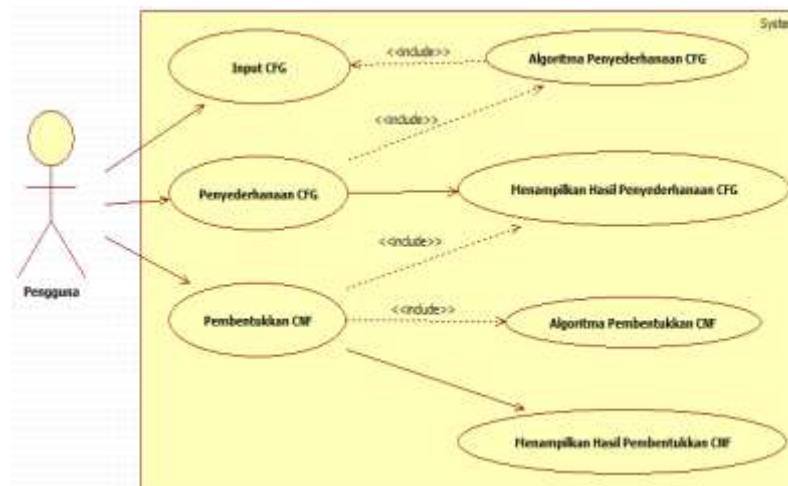 System
Input CFG
<<include>>
Algoritma Penyederhanaan CFG
<<include>>
Penyederhanaan CFG
Menampilkan Hasil Penyederhanaan CFG
<<include>>
Pengguna
Pembentukkan CNF
<<include>>
Algoritma Pembentukkan CNF
Menampilkan Hasil Pembentukkan CNF